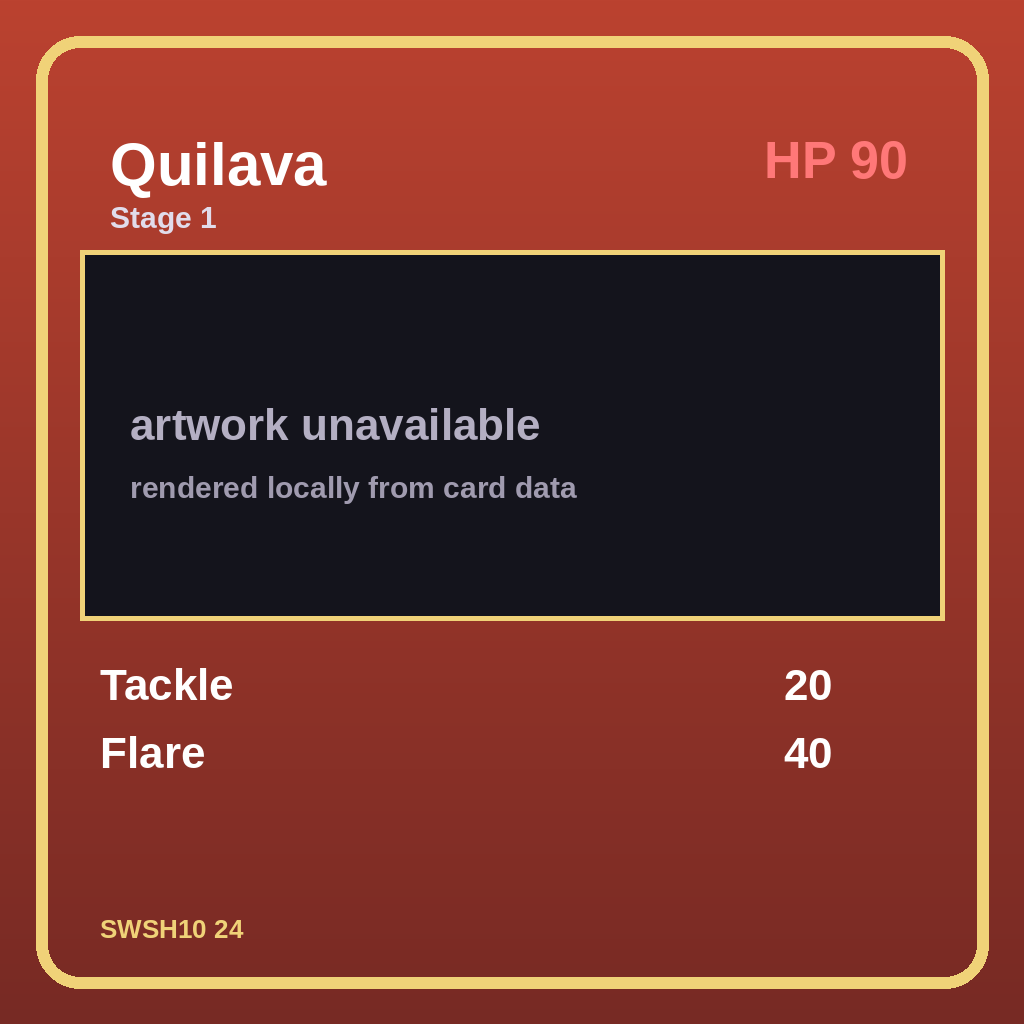 Quilava
HP 90
Stage 1
artwork unavailable
rendered locally from card data
Tackle 20
Flare 40
SWSH10 24